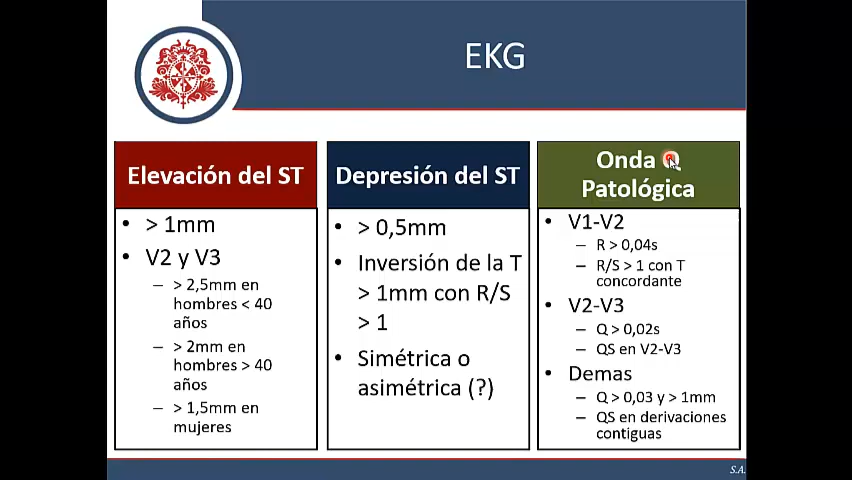 EKG
Elevación del ST
• > 1mm
• V2 y V3
– > 2,5mm en
hombres < 40
años
– > 2mm en
hombres > 40
años
– > 1,5mm en
mujeres
Depresión del ST
• > 0,5mm
• Inversión de la T
> 1mm con R/S
> 1
• Simétrica o
asimétrica (?)
Onda Q
Patológica
• V1-V2
– R > 0,04s
– R/S > 1 con T
concordante
• V2-V3
– Q > 0,02s
– QS en V2-V3
• Demas
– Q > 0,03 y > 1mm
– QS en derivaciones
contiguas
S.A.